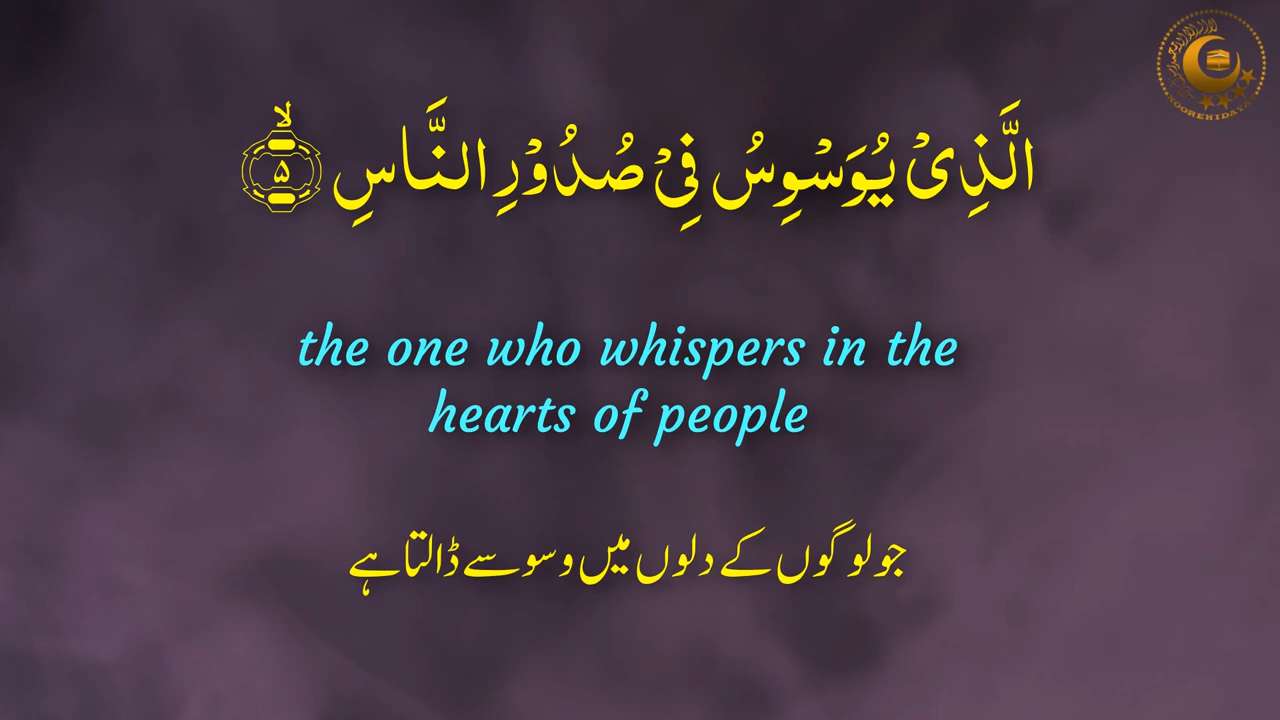 الَّذِیْ یُوَسْوِسُ فِیْ صُدُوْرِ النَّاسِ ۙ﴿۵﴾
the one who whispers in the
hearts of people
جو لوگوں کے دلوں میں وسوسے ڈالتا ہے